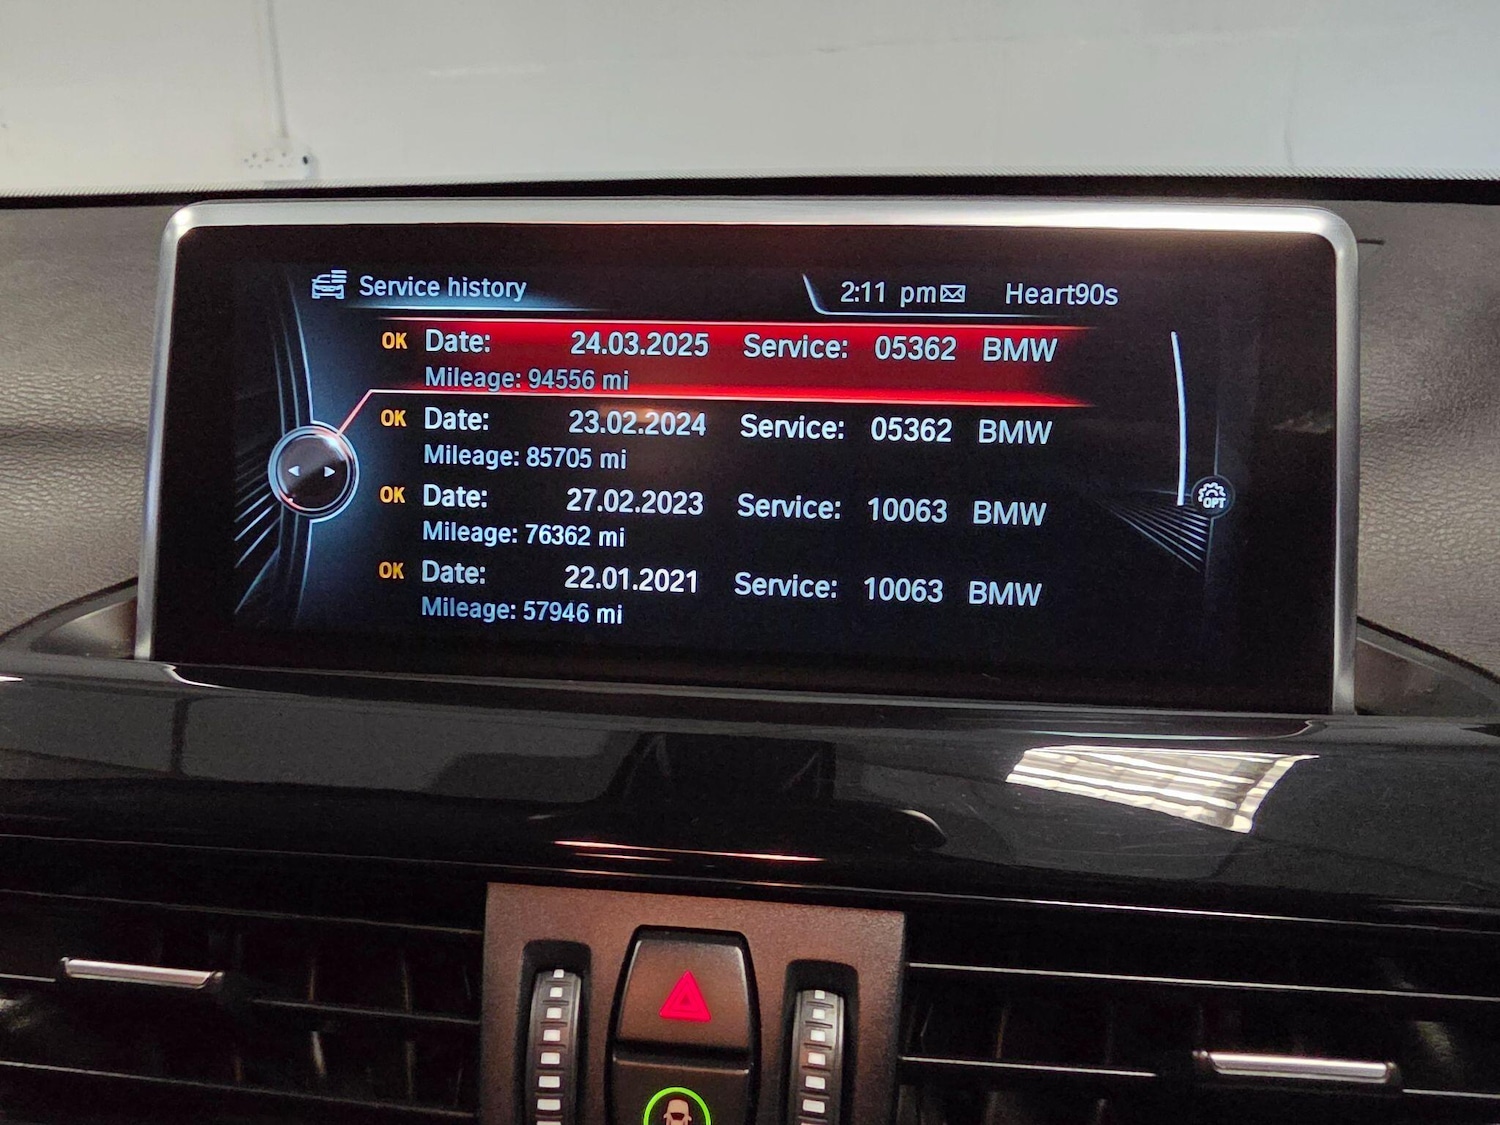 Service history 2:11 pm Heart90s
OK Date: 24.03.2025 Service: 05362 BMW
Mileage: 94556 mi
OK Date: 23.02.2024 Service: 05362 BMW
Mileage: 85705 mi
OK Date: 27.02.2023 Service: 10063 BMW
Mileage: 76362 mi
OPT
OK Date: 22.01.2021 Service: 10063 BMW
Mileage: 57946 mi